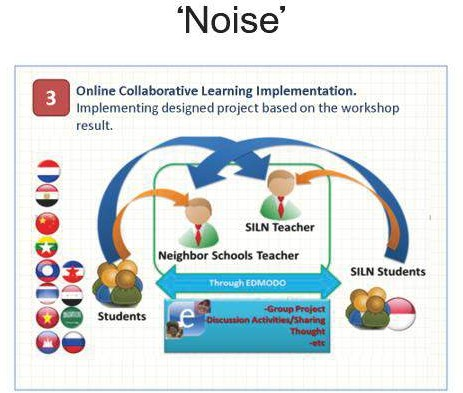 ‘Noise’
3
Online Collaborative Learning Implementation.
Implementing designed project based on the workshop
result.
SILN Teacher
Neighbor Schools Teacher
SILN Students
Through EDMODO
Students
e
-Group Project
-Discussion Activities/Sharing
Thought
-etc